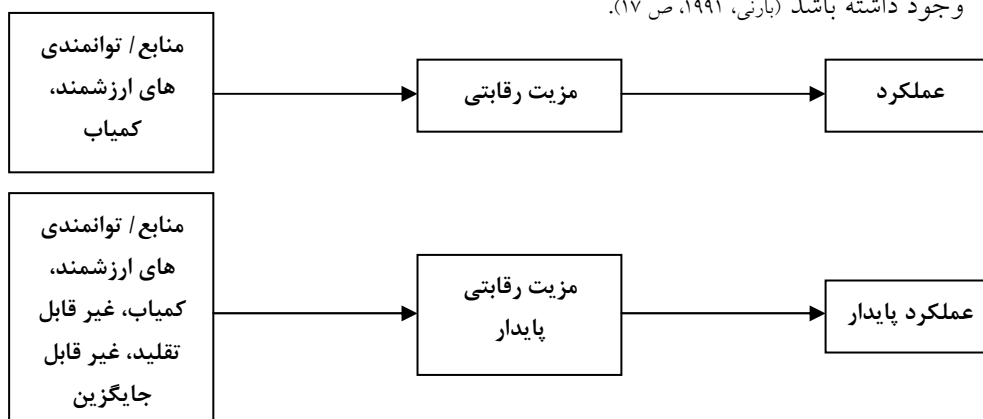 وجود داشته باشد (بارنی، ۱۹۹۱، ص ۱۷).
منابع/ توانمندی
های ارزشمند،
کمیاب
مزیت رقابتی
عملکرد
منابع/ توانمندی
های ارزشمند،
کمیاب، غیر قابل
تقلید، غیر قابل
جایگزین
مزیت رقابتی
پایدار
عملکرد پایدار